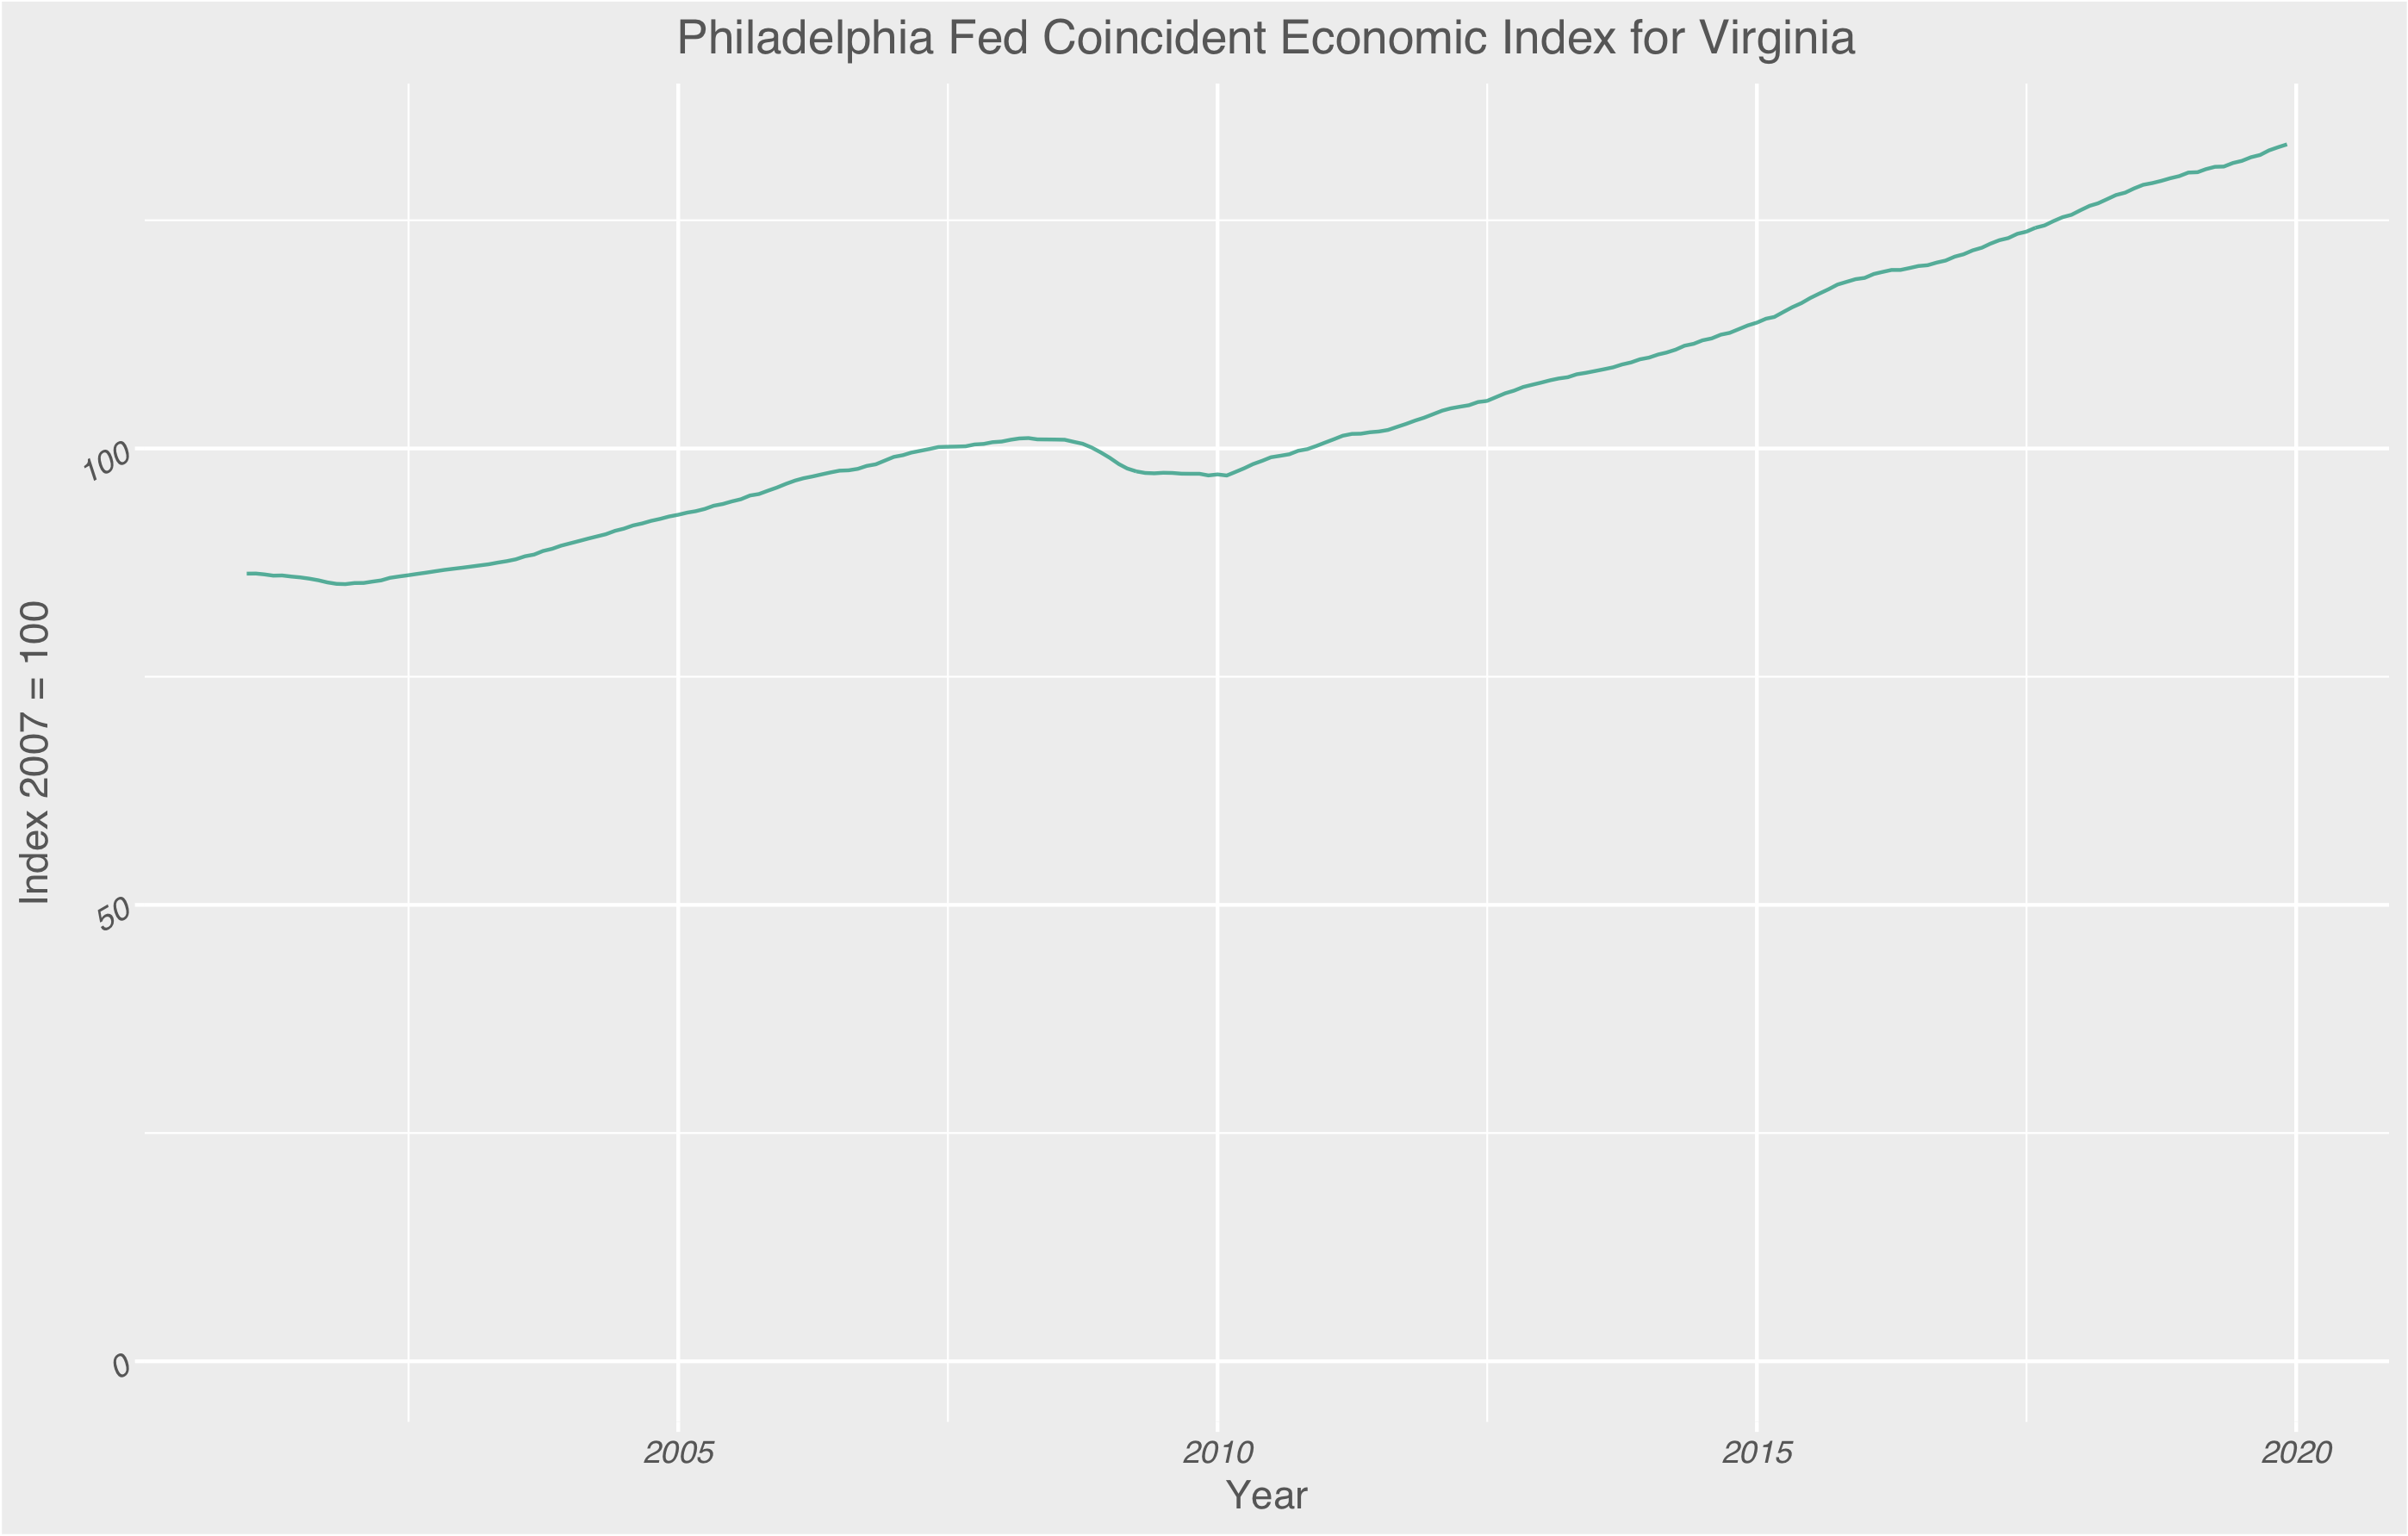 Philadelphia Fed Coincident Economic Index for Virginia
Index 2007 = 100
100
50
0
2005 2010 2015 2020
Year